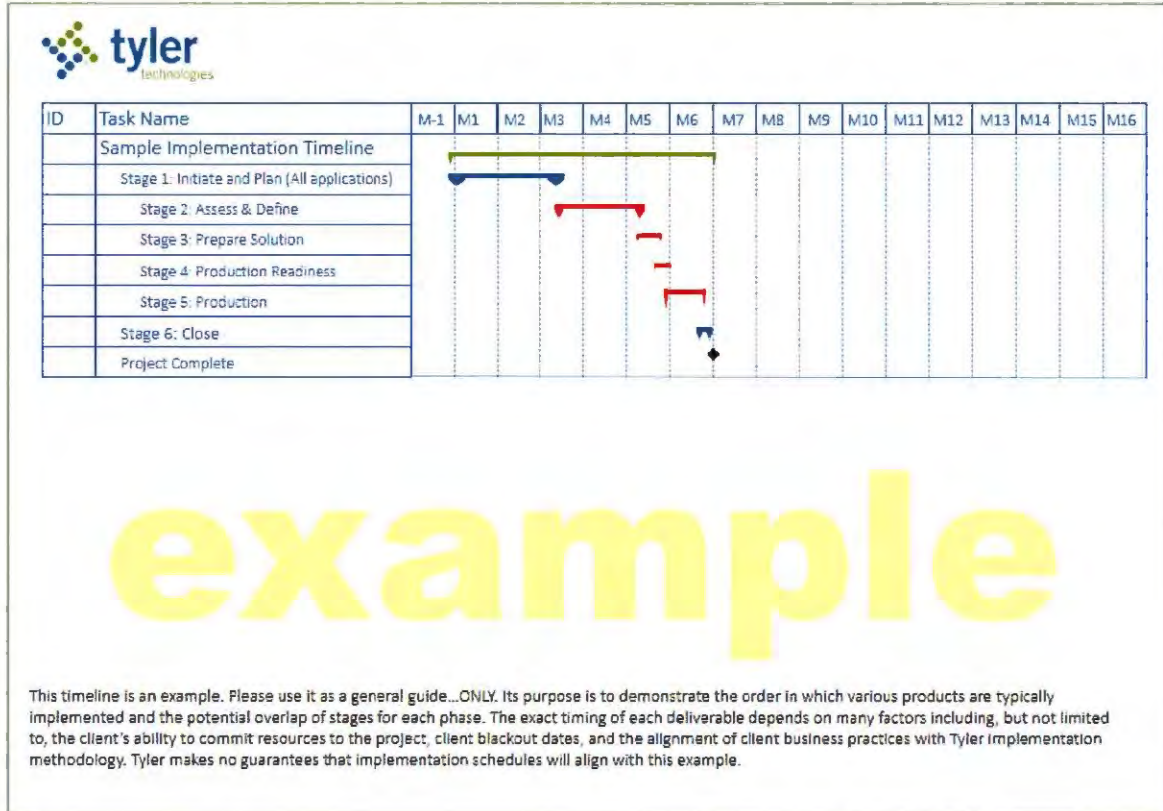 tyler
technologies
ID Task Name M-1 M1 M2 M3 M4 M5 M6 M7 M8 M9 M10 M11 M12 M13 M14 M15 M16
Sample Implementation Timeline
Stage 1: Initiate and Plan (All applications)
Stage 2: Assess & Define
Stage 3: Prepare Solution
Stage 4: Production Readiness
Stage 5: Production
Stage 6: Close
Project Complete
example
This timeline is an example. Please use it as a general guide...ONLY. Its purpose is to demonstrate the order in which various products are typically
implemented and the potential overlap of stages for each phase. The exact timing of each deliverable depends on many factors including, but not limited
to, the client's ability to commit resources to the project, client blackout dates, and the alignment of client business practices with Tyler implementation
methodology. Tyler makes no guarantees that implementation schedules will align with this example.